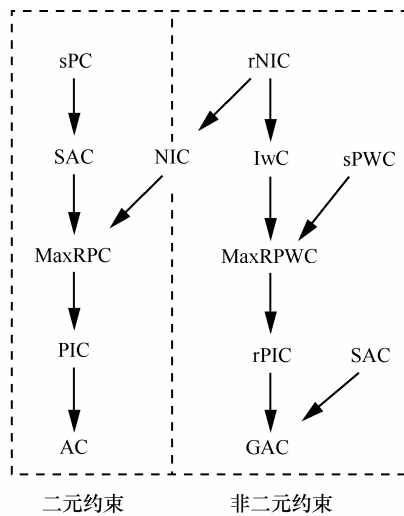 sPC rNIC
SAC NIC IwC sPWC
MaxRPC MaxRPWC
PIC rPIC SAC
AC GAC
二元约束 非二元约束